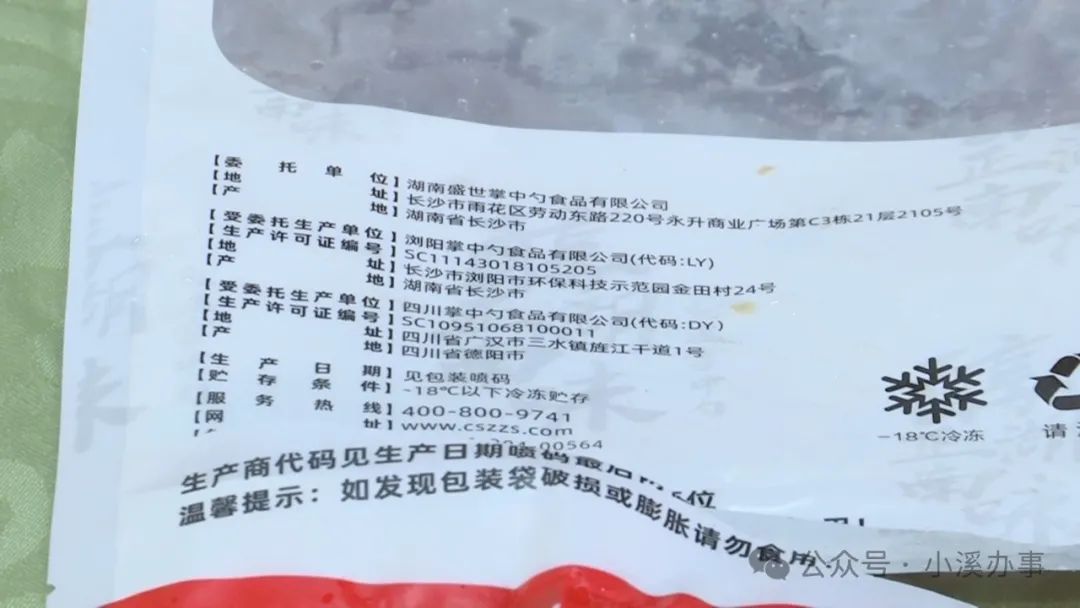 【委托单位】湖南盛世掌中勺食品有限公司
【地址】长沙市雨花区劳动东路220号永升商业广场第C3栋21层2105号
【产地】湖南省长沙市
【受委托生产单位】浏阳掌中勺食品有限公司(代码:LY)
【生产许可证编号】SC11143018105205
【地址】长沙市浏阳市环保科技示范园金田村24号
【产地】湖南省长沙市
【受委托生产单位】四川掌中勺食品有限公司(代码:DY)
【生产许可证编号】SC10951068100011
【地址】四川省广汉市三水镇旌江干道1号
【产地】四川省德阳市
【生产日期】见包装喷码
【贮存条件】-18℃以下冷冻贮存
【服务热线】400-800-9741
【网址】www.cszzs.com
00564
生产商代码见生产日期喷码最后 位
温馨提示：如发现包装袋破损或膨胀请勿食用
-18℃冷冻
请
公众号·小溪办事